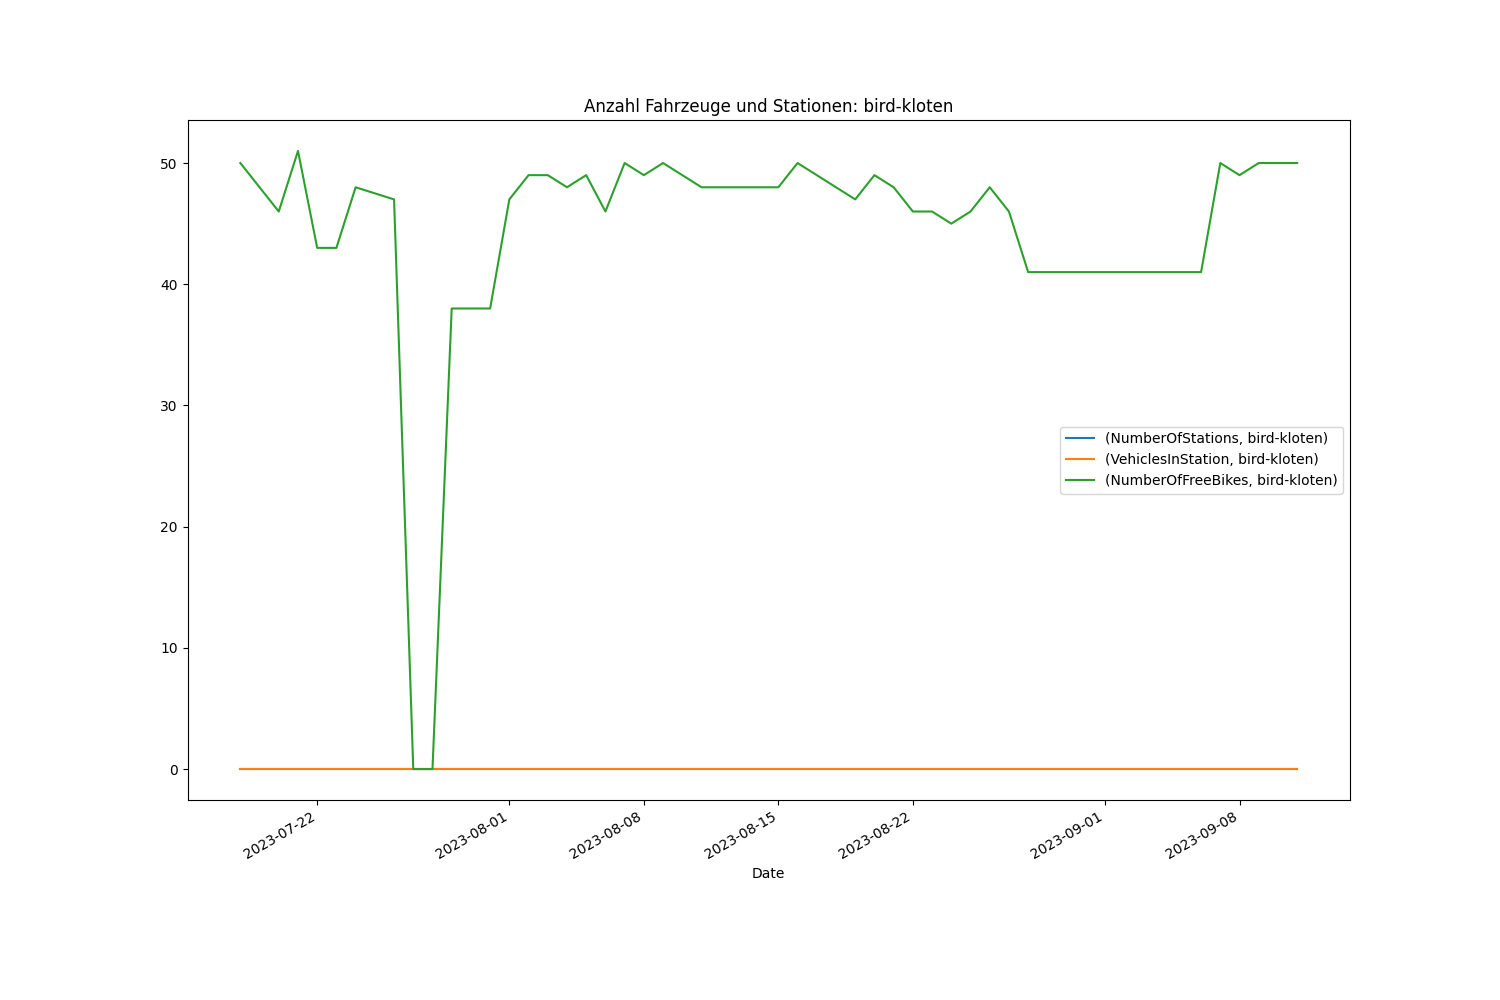 Anzahl Fahrzeuge und Stationen: bird-kloten
50
40
30
20
10
0
(NumberOfStations, bird-kloten)
(VehiclesInStation, bird-kloten)
(NumberOfFreeBikes, bird-kloten)
2023-07-22
2023-08-01
2023-08-08
2023-08-15
2023-08-22
2023-09-01
2023-09-08
Date